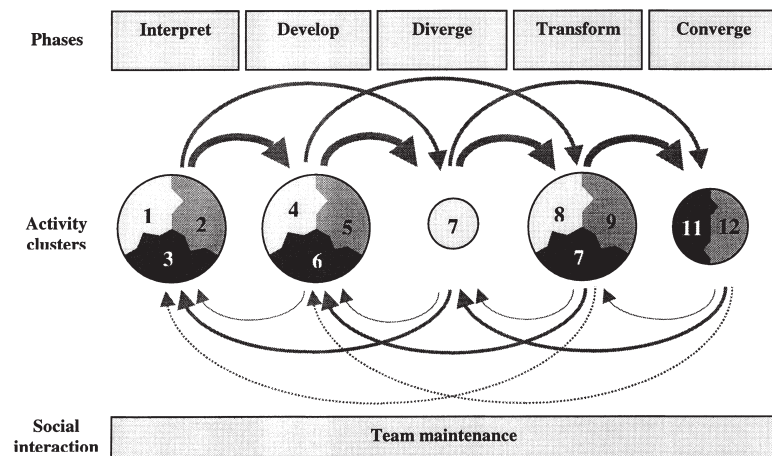 Phases
Interpret
Develop
Diverge
Transform
Converge
Activity
clusters
1
2
3
4
5
6
7
8
9
7
11
12
Social
interaction
Team maintenance